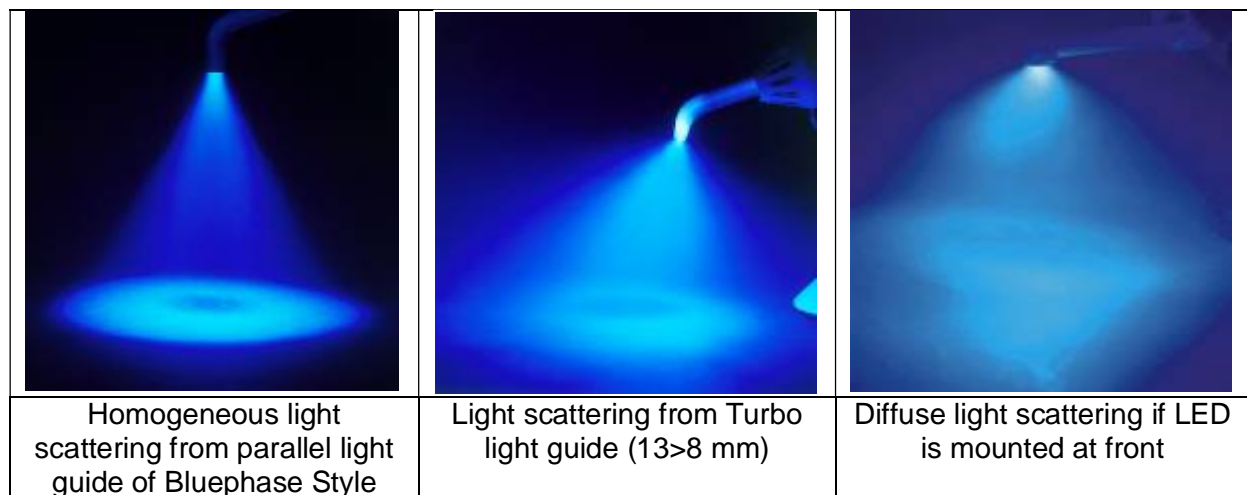 Homogeneous light
scattering from parallel light
guide of Bluephase Style
Light scattering from Turbo
light guide (13>8 mm)
Diffuse light scattering if LED
is mounted at front